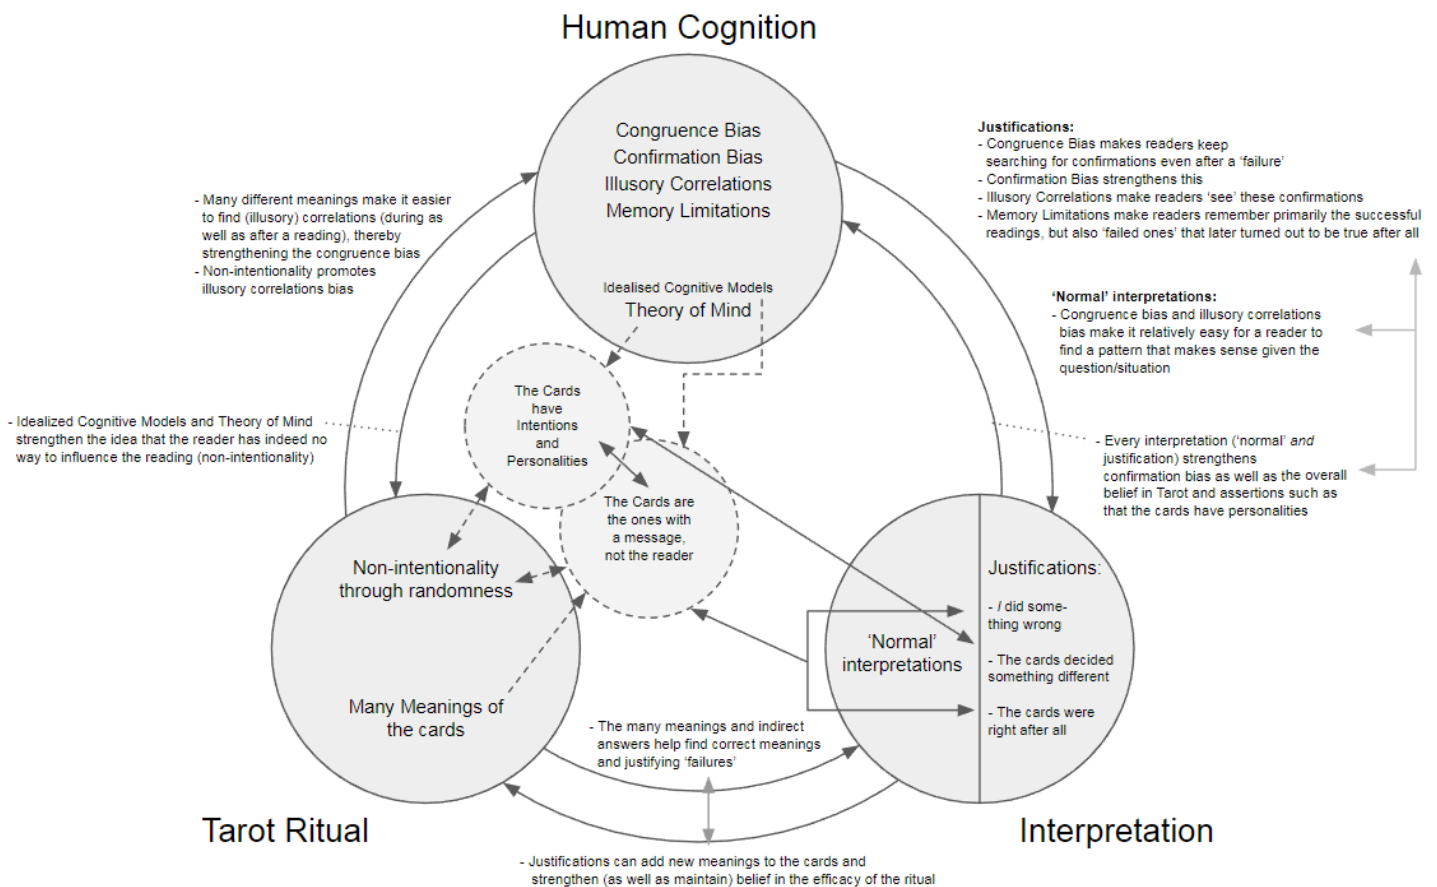 Human Cognition
Congruence Bias
Confirmation Bias
Illusory Correlations
Memory Limitations
Idealised Cognitive Models
Theory of Mind
Justifications:
- Congruence Bias makes readers keep
searching for confirmations even after a 'failure'
- Confirmation Bias strengthens this
- Illusory Correlations make readers 'see' these confirmations
- Memory Limitations make readers remember primarily the successful
readings, but also 'failed ones' that later turned out to be true after all
- Many different meanings make it easier
to find (illusory) correlations (during as
well as after a reading), thereby
strengthening the congruence bias
- Non-intentionality promotes
illusory correlations bias
'Normal' interpretations:
- Congruence bias and illusory correlations
bias make it relatively easy for a reader to
find a pattern that makes sense given the
question/situation
- Idealized Cognitive Models and Theory of Mind
strengthen the idea that the reader has indeed no
way to influence the reading (non-intentionality)
The Cards
have
Intentions
and
Personalities
The Cards are
the ones with
a message,
not the reader
- Every interpretation ('normal' and
justification) strengthens
confirmation bias as well as the overall
belief in Tarot and assertions such as
that the cards have personalities
Non-intentionality
through randomness
Many Meanings of
the cards
'Normal'
interpretations
Justifications:
- I did some-
thing wrong
- The cards decided
something different
- The cards were
right after all
- The many meanings and indirect
answers help find correct meanings
and justifying 'failures'
Tarot Ritual
Interpretation
- Justifications can add new meanings to the cards and
strengthen (as well as maintain) belief in the efficacy of the ritual